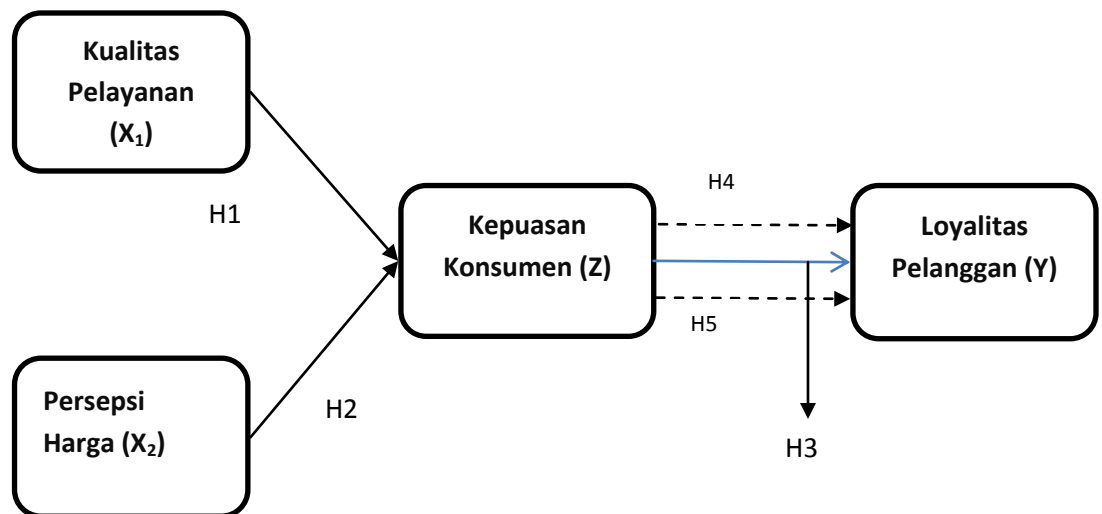 Kualitas
Pelayanan
(X₁)
H1
Persepsi
Harga (X₂)
H2
Kepuasan
Konsumen (Z)
H4
H5
H3
Loyalitas
Pelanggan (Y)